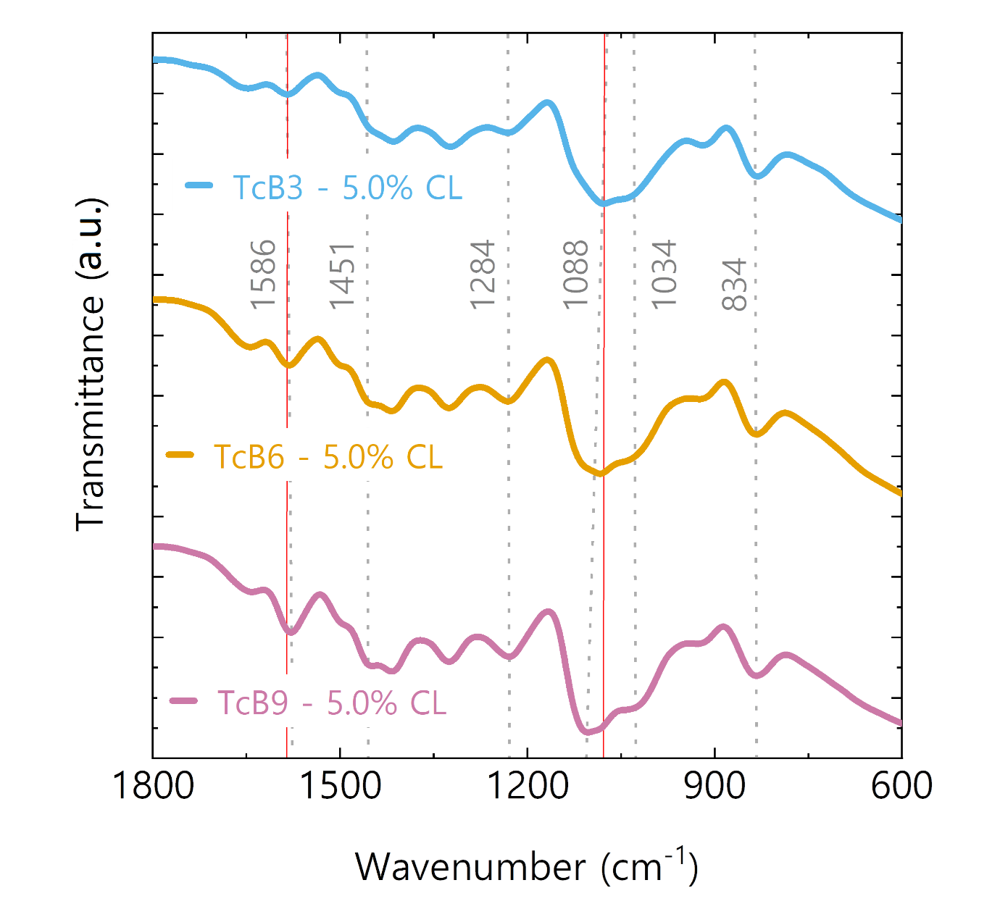 TcB3 - 5.0% CL
1586
1451
1284
1088
1034
834
TcB6 - 5.0% CL
TcB9 - 5.0% CL
Transmittance (a.u.)
1800
1500
1200
900
600
Wavenumber (cm⁻¹)